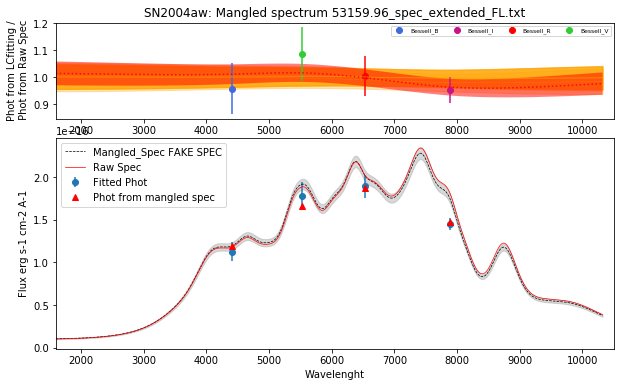 SN2004aw: Mangled spectrum 53159.96_spec_extended_FL.txt
Phot from LCfitting /
Phot from Raw Spec
1.2
1.1
1.0
0.9
Bessell_B
Bessell_I
Bessell_R
Bessell_V
2000 3000 4000 5000 6000 7000 8000 9000 10000
1e−16
Mangled_Spec FAKE SPEC
Raw Spec
Fitted Phot
Phot from mangled spec
Flux erg s-1 cm-2 A-1
2.0
1.5
1.0
0.5
0.0
2000 3000 4000 5000 6000 7000 8000 9000 10000
Wavelenght